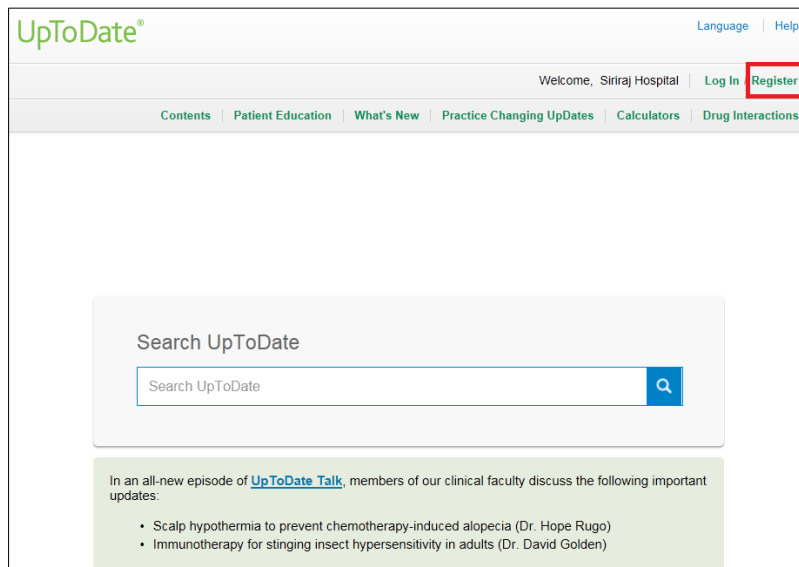 UpToDate®
Language Help
Welcome, Siriraj Hospital Log In / Register
Contents Patient Education What's New Practice Changing UpDates Calculators Drug Interactions
Search UpToDate
Search UpToDate
In an all-new episode of UpToDate Talk, members of our clinical faculty discuss the following important
updates:
• Scalp hypothermia to prevent chemotherapy-induced alopecia (Dr. Hope Rugo)
• Immunotherapy for stinging insect hypersensitivity in adults (Dr. David Golden)